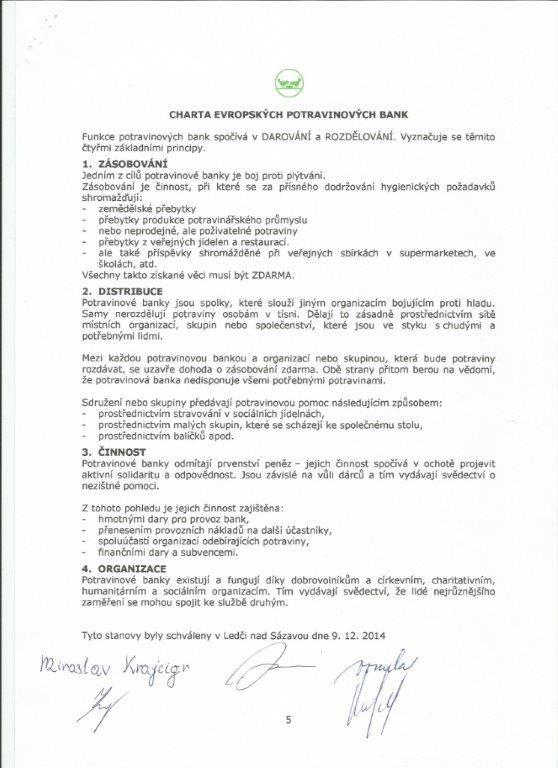 CHARTA EVROPSKÝCH POTRAVINOVÝCH BANK
Funkce potravinových bank spočívá v DAROVÁNÍ a ROZDĚLOVÁNÍ. Vyznačuje se těmito
čtyřmi základními principy.
1. ZÁSOBOVÁNÍ
Jedním z cílů potravinové banky je boj proti plýtvání.
Zásobování je činnost, při které se za přísného dodržování hygienických požadavků
shromažďují:
- zemědělské přebytky
- přebytky produkce potravinářského průmyslu
- nebo neprodejné, ale poživatelné potraviny
- přebytky z veřejných jídelen a restaurací.
- ale také příspěvky shromážděné při veřejných sbírkách v supermarketech, ve
školách, atd.
Všechny takto získané věci musí být ZDARMA.
2. DISTRIBUCE
Potravinové banky jsou spolky, které slouží jiným organizacím bojujícím proti hladu.
Samy nerozdělují potraviny osobám v tísni. Dělají to zásadně prostřednictvím sítě
místních organizací, skupin nebo společenství, které jsou ve styku s chudými a
potřebnými lidmi.
Mezi každou potravinovou bankou a organizací nebo skupinou, která bude potraviny
rozdávat, se uzavře dohoda o zásobování zdarma. Obě strany přitom berou na vědomí,
že potravinová banka nedisponuje všemi potřebnými potravinami.
Sdružení nebo skupiny předávají potravinovou pomoc následujícím způsobem:
- prostřednictvím stravování v sociálních jídelnách,
- prostřednictvím malých skupin, které se scházejí ke společnému stolu,
- prostřednictvím balíčků apod.
3. ČINNOST
Potravinové banky odmítají prvenství peněz – jejich činnost spočívá v ochotě projevit
aktivní solidaritu a odpovědnost. Jsou závislé na vůli dárců a tím vydávají svědectví o
nezištné pomoci.
Z tohoto pohledu je jejich činnost zajištěna:
- hmotnými dary pro provoz bank,
- přenesením provozních nákladů na další účastníky,
- spoluúčastí organizací odebírajících potraviny,
- finančními dary a subvencemi.
4. ORGANIZACE
Potravinové banky existují a fungují díky dobrovolníkům a církevním, charitativním,
humanitárním a sociálním organizacím. Tím vydávají svědectví, že lidé nejrůznějšího
zaměření se mohou spojit ke službě druhým.
Tyto stanovy byly schváleny v Ledči nad Sázavou dne 9. 12. 2014
Miroslav Krajcigr
5